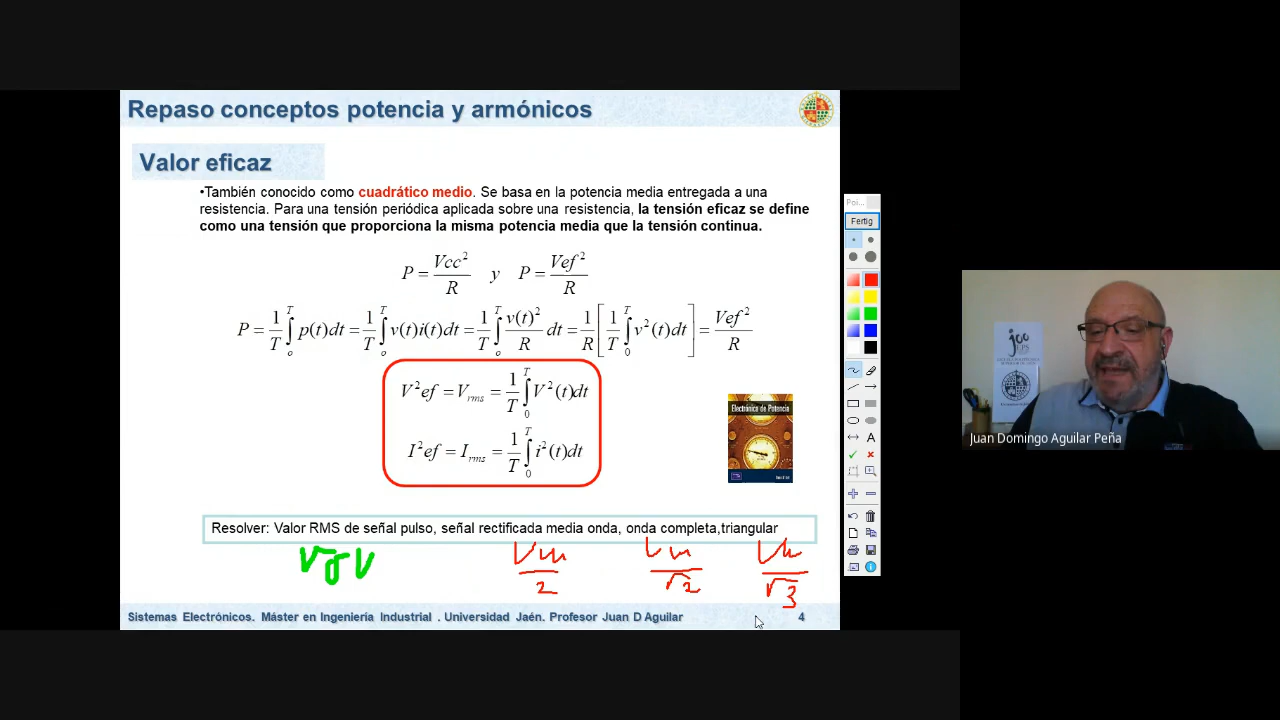 Repaso conceptos potencia y armónicos
Valor eficaz
•También conocido como cuadrático medio. Se basa en la potencia media entregada a una
resistencia. Para una tensión periódica aplicada sobre una resistencia, la tensión eficaz se define
como una tensión que proporciona la misma potencia media que la tensión continua.
P = Vcc²/R y P = Vef²/R
P = 1/T ∫₀ᵀ p(t)dt = 1/T ∫₀ᵀ v(t)i(t)dt = 1/T ∫₀ᵀ v(t)²/R dt = 1/R [1/T ∫₀ᵀ v²(t)dt] = Vef²/R
V²ef = Vrms = 1/T ∫₀ᵀ V²(t)dt
I²ef = Irms = 1/T ∫₀ᵀ i²(t)dt
Electrónica de Potencia
Resolver: Valor RMS de señal pulso, señal rectificada media onda, onda completa,triangular
Vm/2 Vm/√2 Vm/√3
Sistemas Electrónicos. Máster en Ingeniería Industrial . Universidad Jaén. Profesor Juan D Aguilar 4
Poi...
Fertig
A
Juan Domingo Aguilar Peña